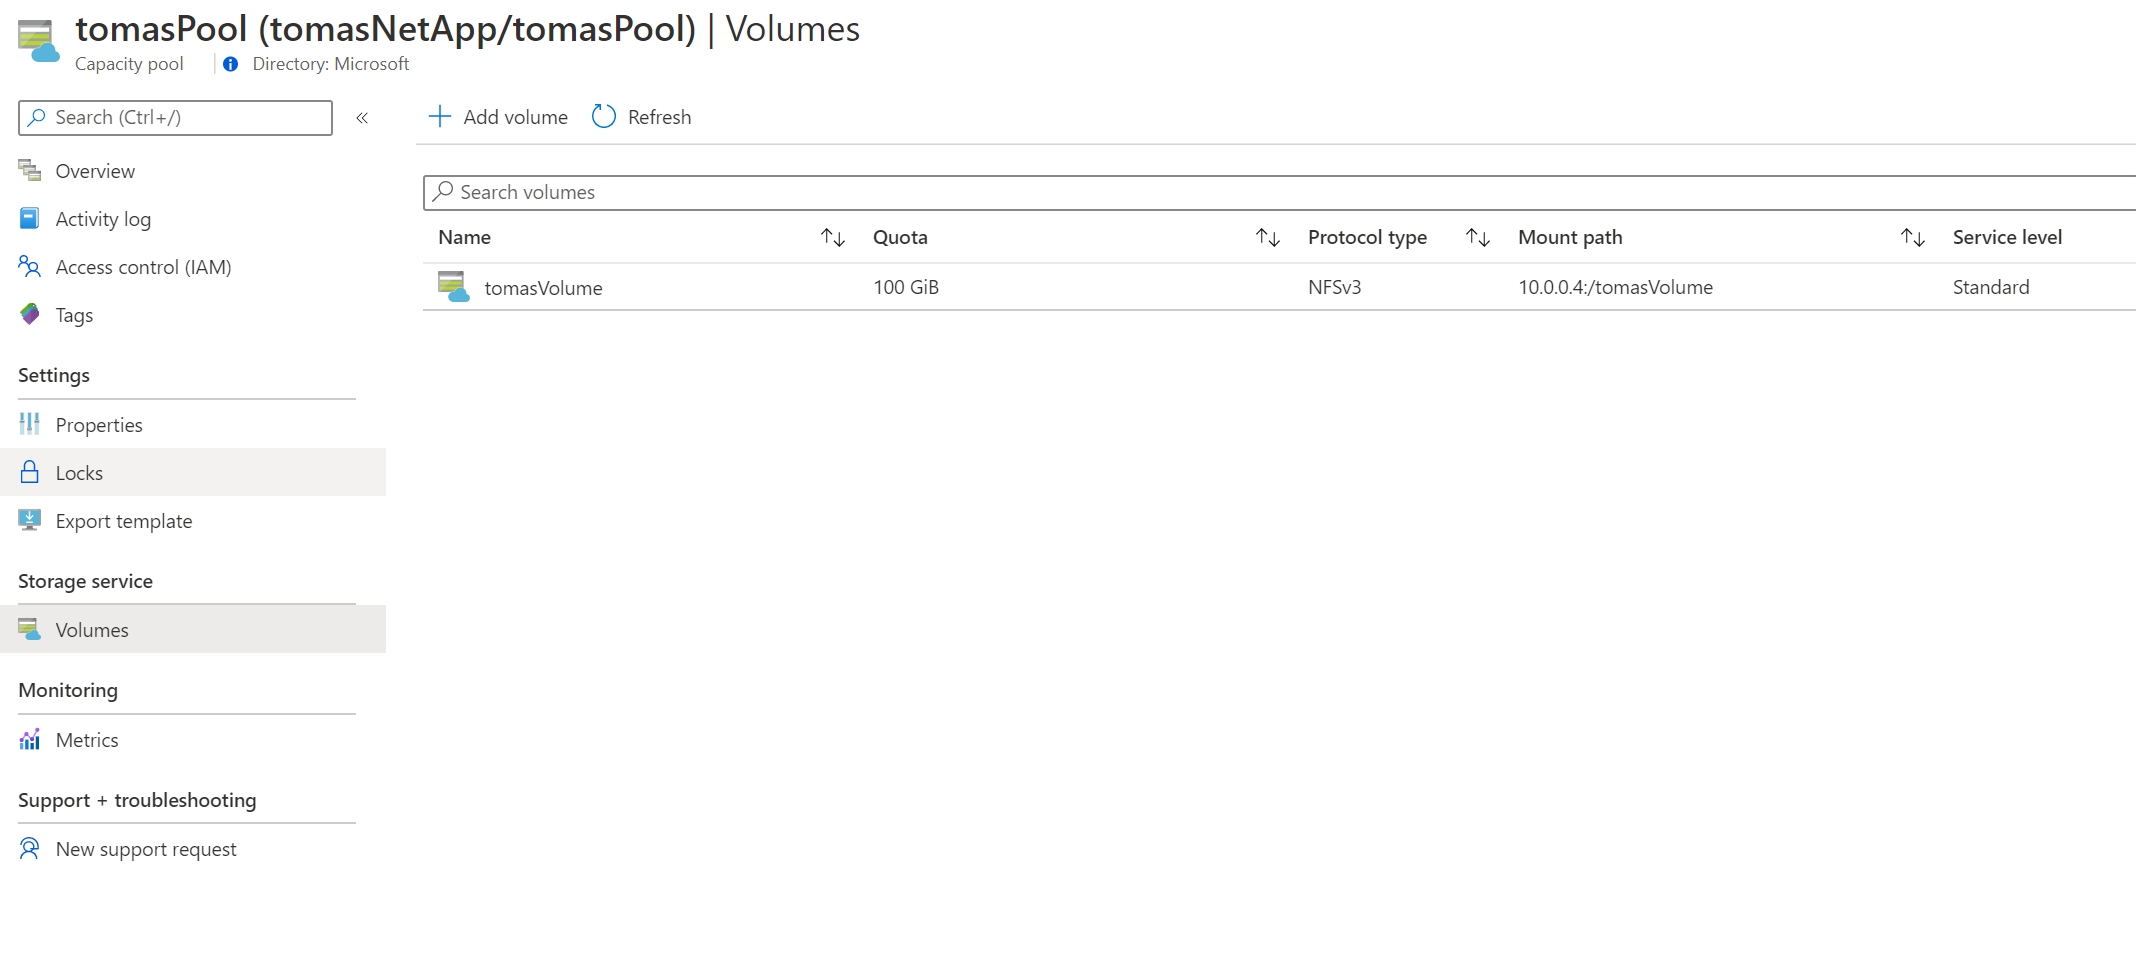 tomasPool (tomasNetApp/tomasPool) | Volumes
Capacity pool
Directory: Microsoft
Search (Ctrl+/)
«
Add volume
Refresh
Overview
Activity log
Access control (IAM)
Tags
Settings
Properties
Locks
Export template
Storage service
Volumes
Monitoring
Metrics
Support + troubleshooting
New support request
Search volumes
Name Quota Protocol type Mount path Service level
tomasVolume 100 GiB NFSv3 10.0.0.4:/tomasVolume Standard